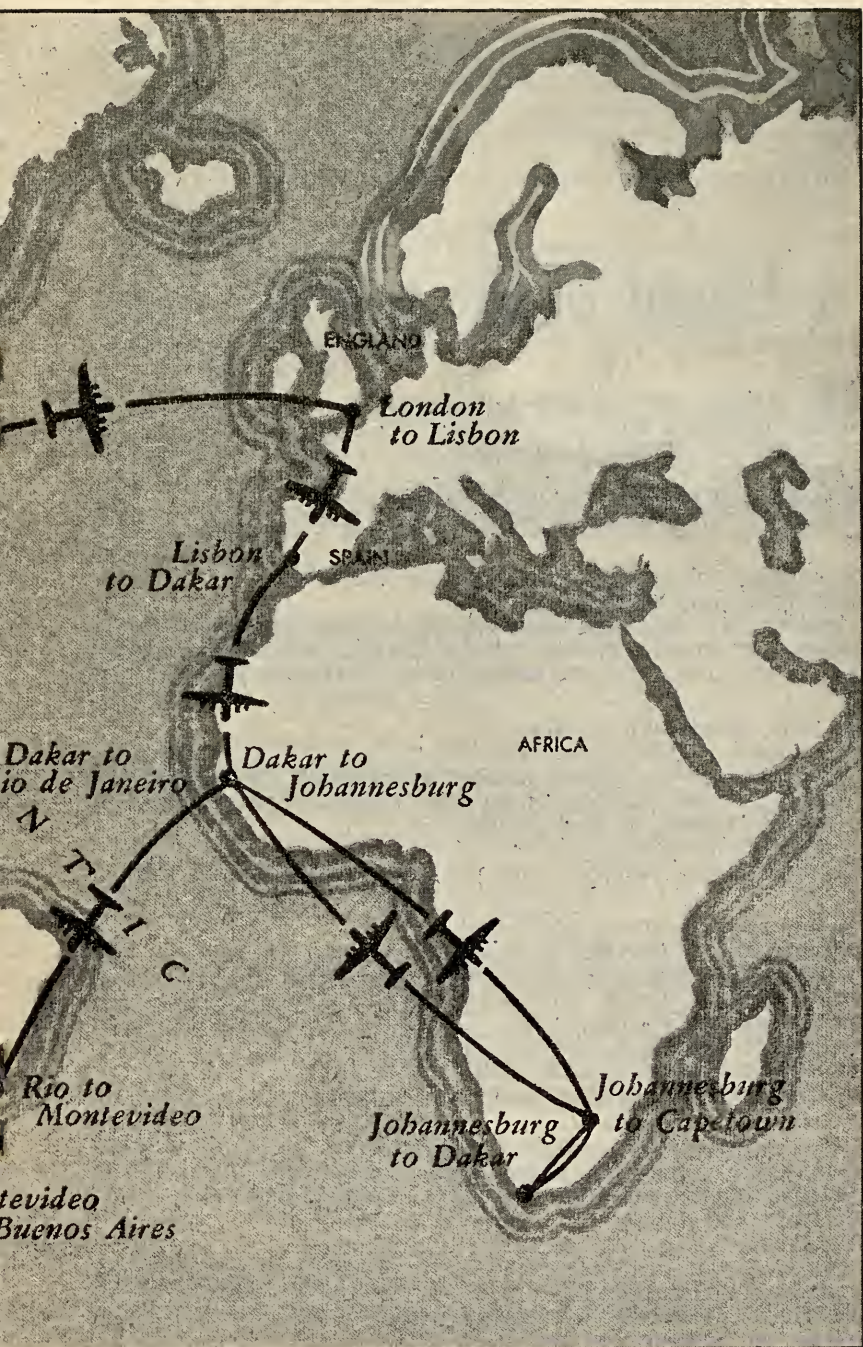 ENGLAND
London
to Lisbon
Lisbon
to Dakar
SPAIN
AFRICA
Dakar to
io de Janeiro
Dakar to
Johannesburg
N T I C
Rio to
Montevideo
Johannesburg
to Capetown
Johannesburg
to Dakar
tevideo
Buenos Aires